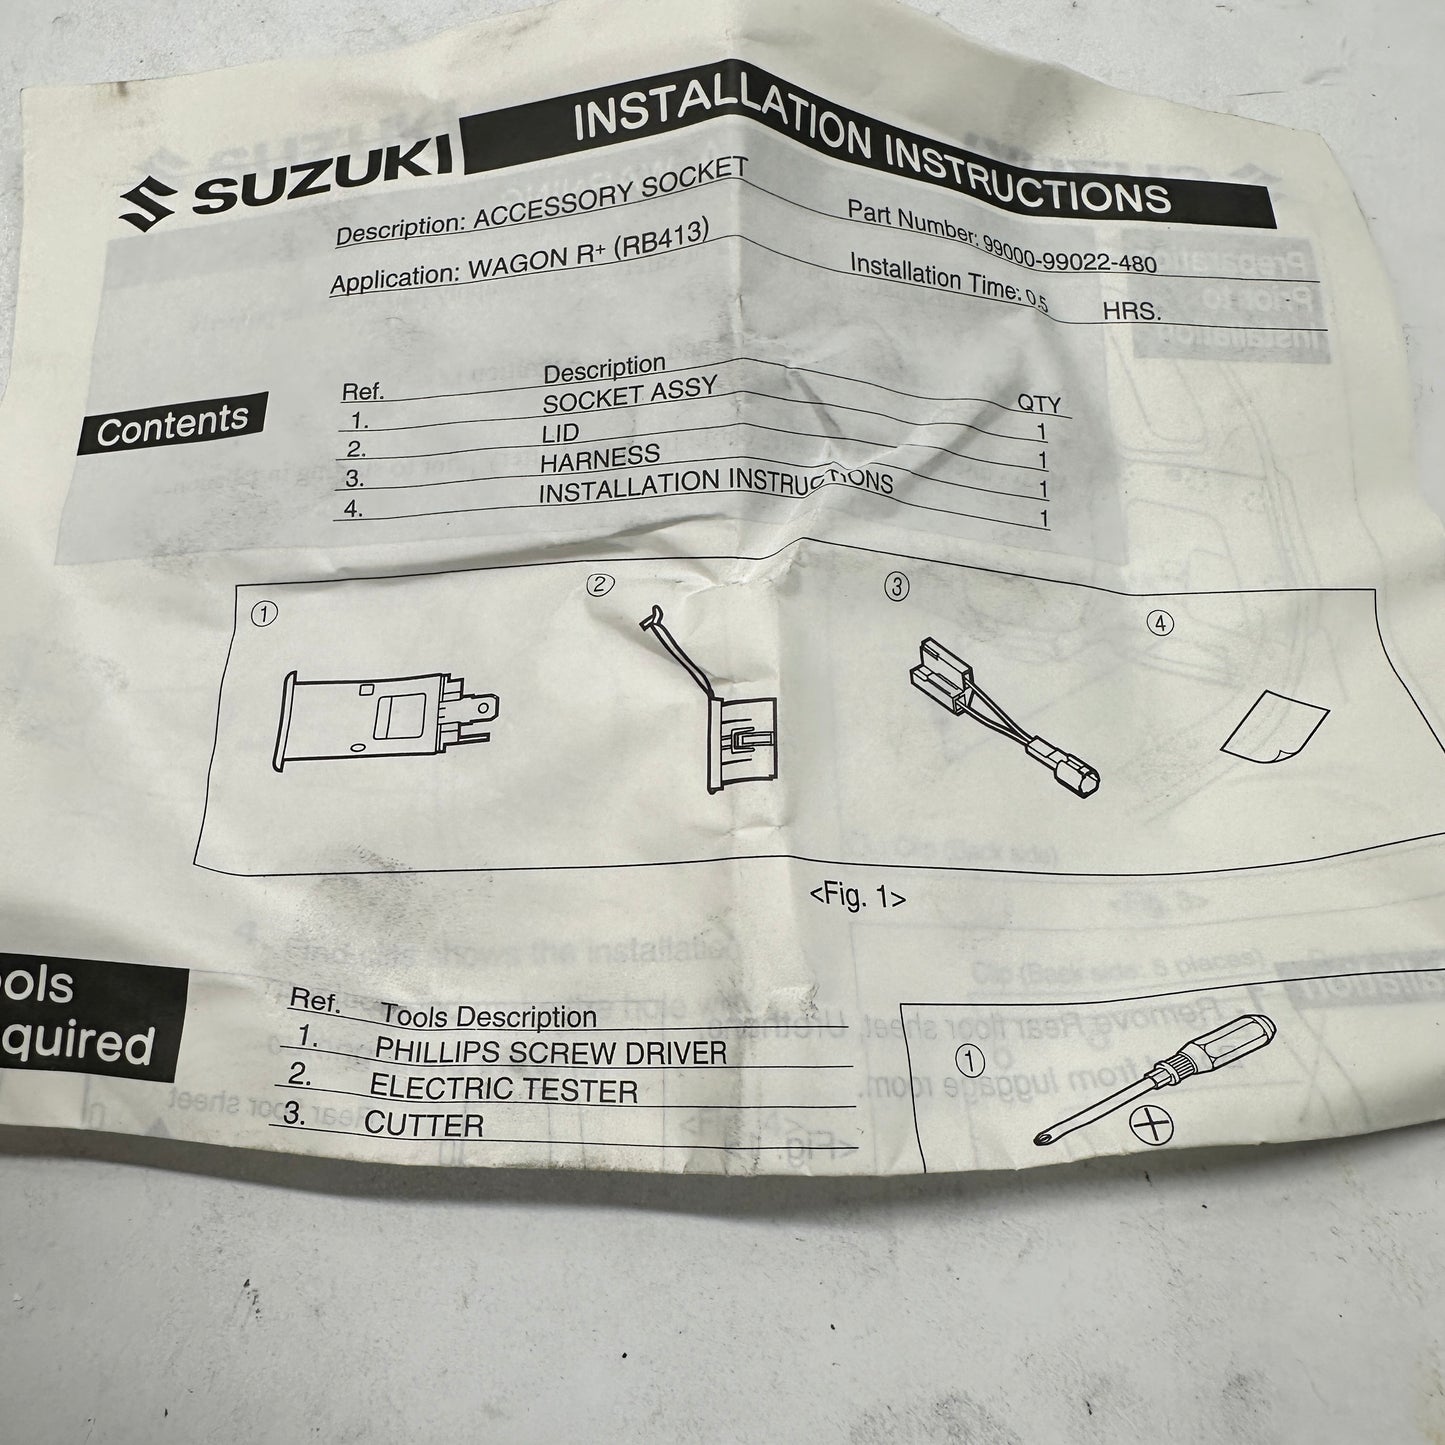 SUZUKI INSTALLATION INSTRUCTIONS
Description: ACCESSORY SOCKET Part Number: 99000-99022-480
Application: WAGON R+ (RB413) Installation Time: 0.5 HRS.
Contents
Ref. Description QTY
1. SOCKET ASSY 1
2. LID 1
3. HARNESS 1
4. INSTALLATION INSTRUCTIONS 1
1 2 3 4
<Fig. 1>
ols
quired
Ref. Tools Description
1. PHILLIPS SCREW DRIVER
2. ELECTRIC TESTER
3. CUTTER
1